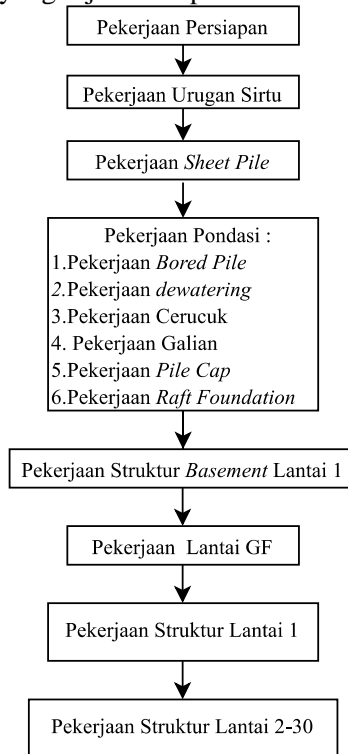 Pekerjaan Persiapan
Pekerjaan Urugan Sirtu
Pekerjaan Sheet Pile
Pekerjaan Pondasi :
1.Pekerjaan Bored Pile
2.Pekerjaan dewatering
3.Pekerjaan Cerucuk
4. Pekerjaan Galian
5.Pekerjaan Pile Cap
6.Pekerjaan Raft Foundation
Pekerjaan Struktur Basement Lantai 1
Pekerjaan Lantai GF
Pekerjaan Struktur Lantai 1
Pekerjaan Struktur Lantai 2-30